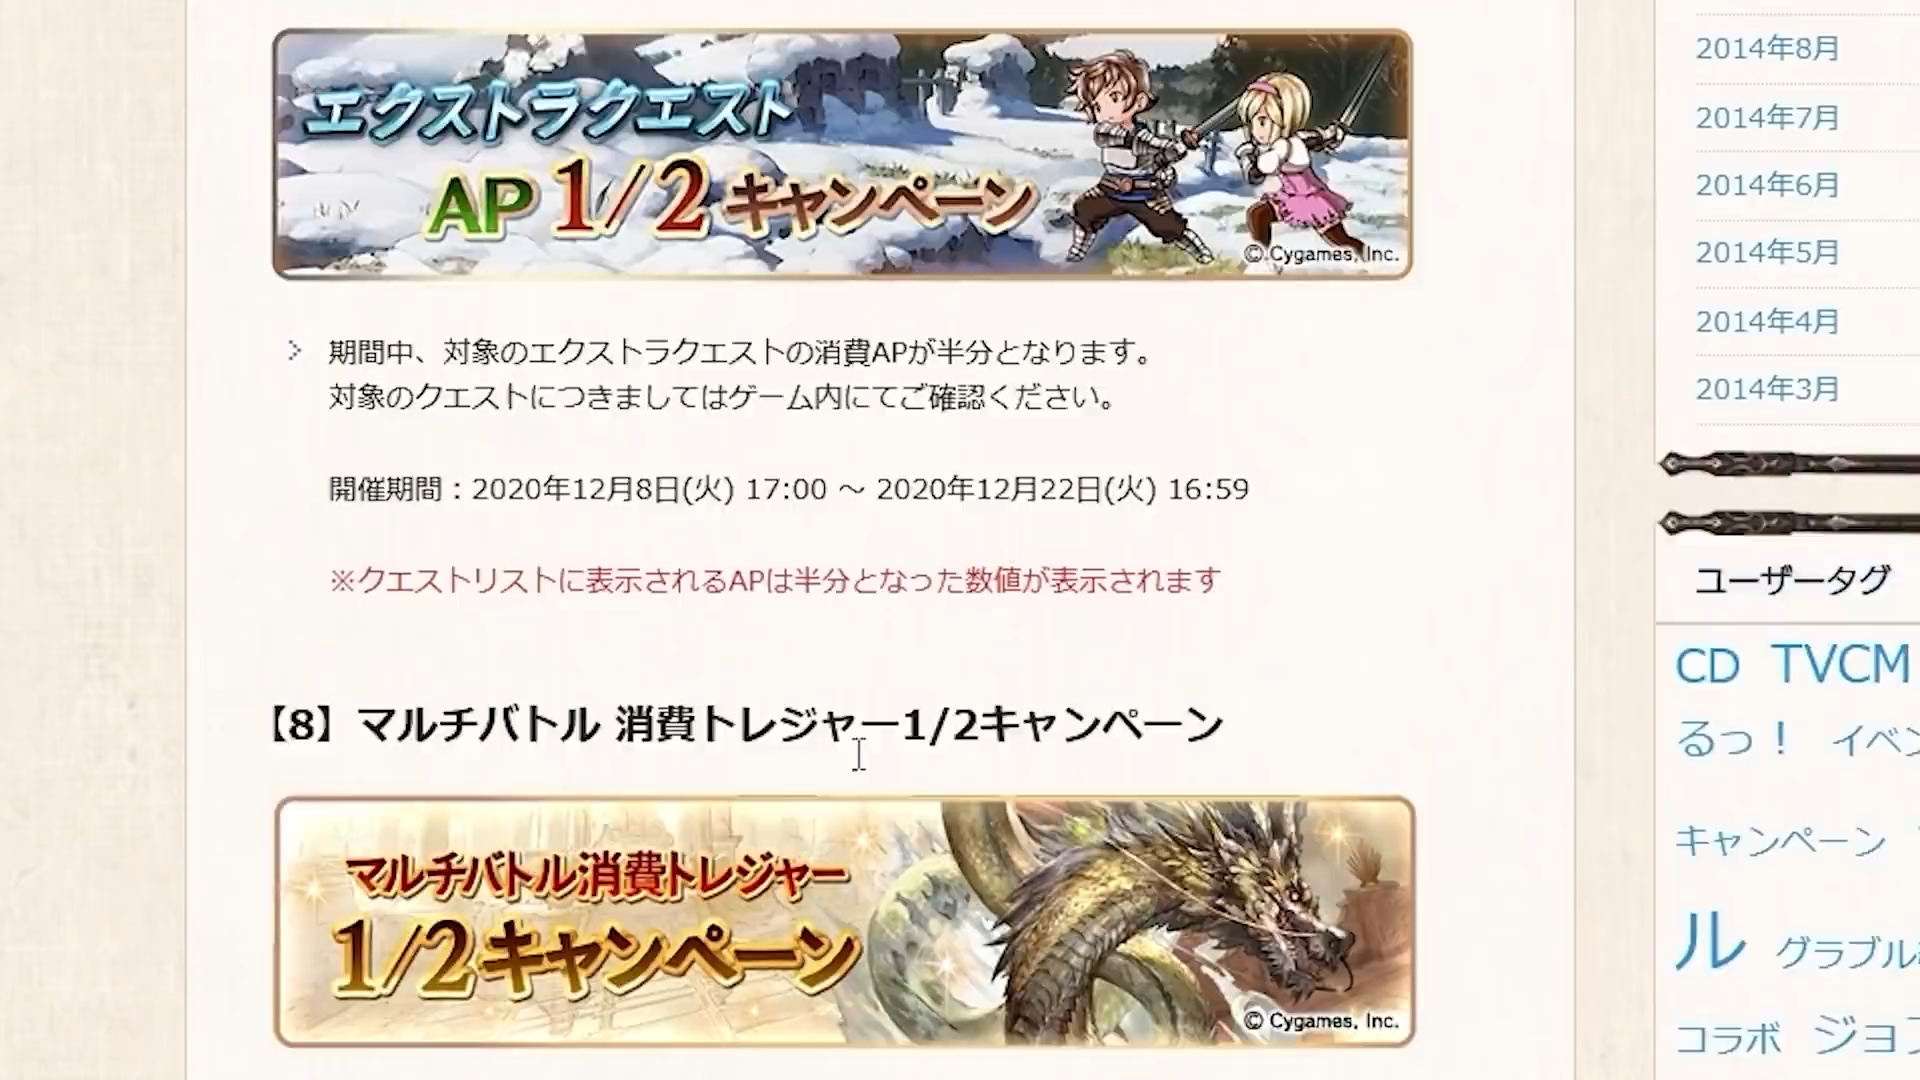 エクストラクエスト
AP 1/2 キャンペーン
© Cygames, Inc.
期間中、対象のエクストラクエストの消費APが半分となります。
対象のクエストにつきましてはゲーム内にてご確認ください。
開催期間：2020年12月8日(火) 17:00 ～ 2020年12月22日(火) 16:59
※クエストリストに表示されるAPは半分となった数値が表示されます
【8】マルチバトル 消費トレジャー1/2キャンペーン
マルチバトル消費トレジャー
1/2キャンペーン
© Cygames, Inc.
2014年8月
2014年7月
2014年6月
2014年5月
2014年4月
2014年3月
ユーザータグ
CD TVCM
るっ！ イベン
キャンペーン
ル グラブル
コラボ ジョ